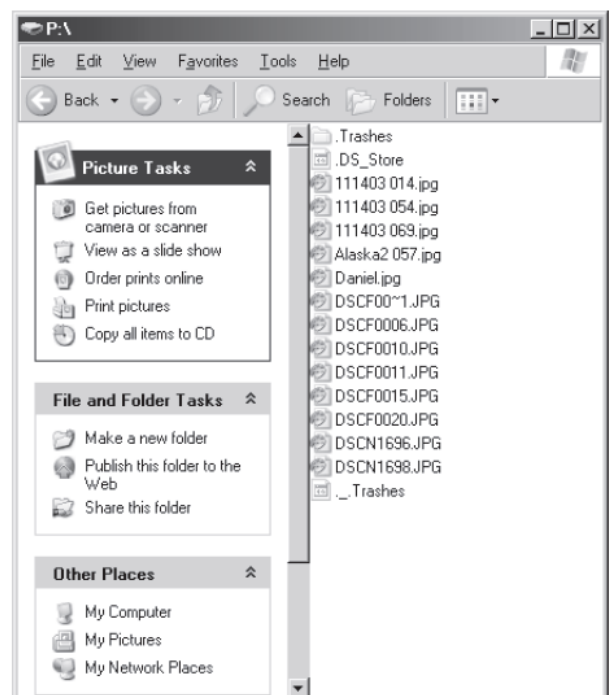 P:\
File Edit View Favorites Tools Help
Back Search Folders
Picture Tasks
Get pictures from
camera or scanner
View as a slide show
Order prints online
Print pictures
Copy all items to CD
File and Folder Tasks
Make a new folder
Publish this folder to the
Web
Share this folder
Other Places
My Computer
My Pictures
My Network Places
.Trashes
.DS_Store
111403 014.jpg
111403 054.jpg
111403 069.jpg
Alaska2 057.jpg
Daniel.jpg
DSCF00~1.JPG
DSCF0006.JPG
DSCF0010.JPG
DSCF0011.JPG
DSCF0015.JPG
DSCF0020.JPG
DSCN1696.JPG
DSCN1698.JPG
._.Trashes